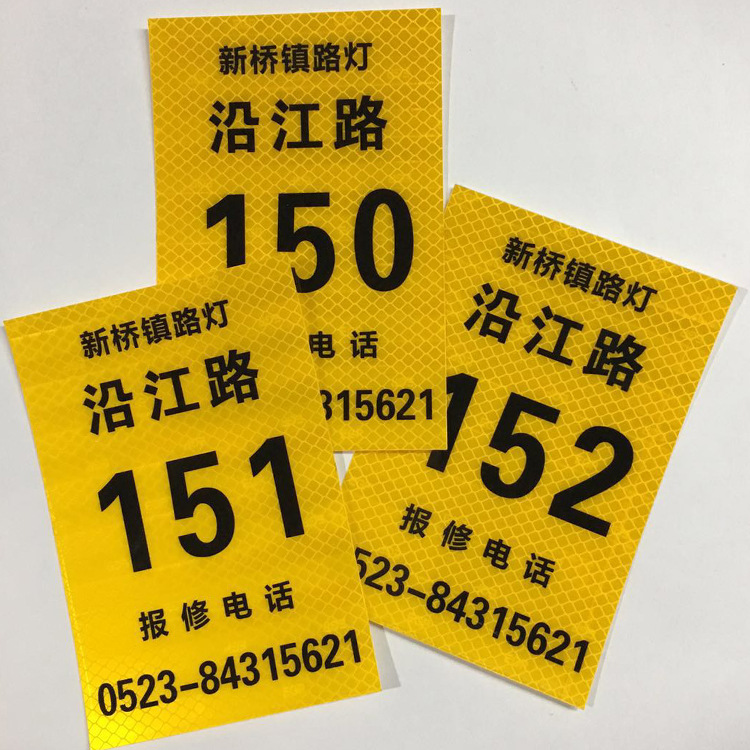 新桥镇路灯
沿江路
150
电话
315621
新桥镇路灯
沿江路
151
报修电话
0523-84315621
新桥镇路灯
沿江路
152
报修电话
523-84315621